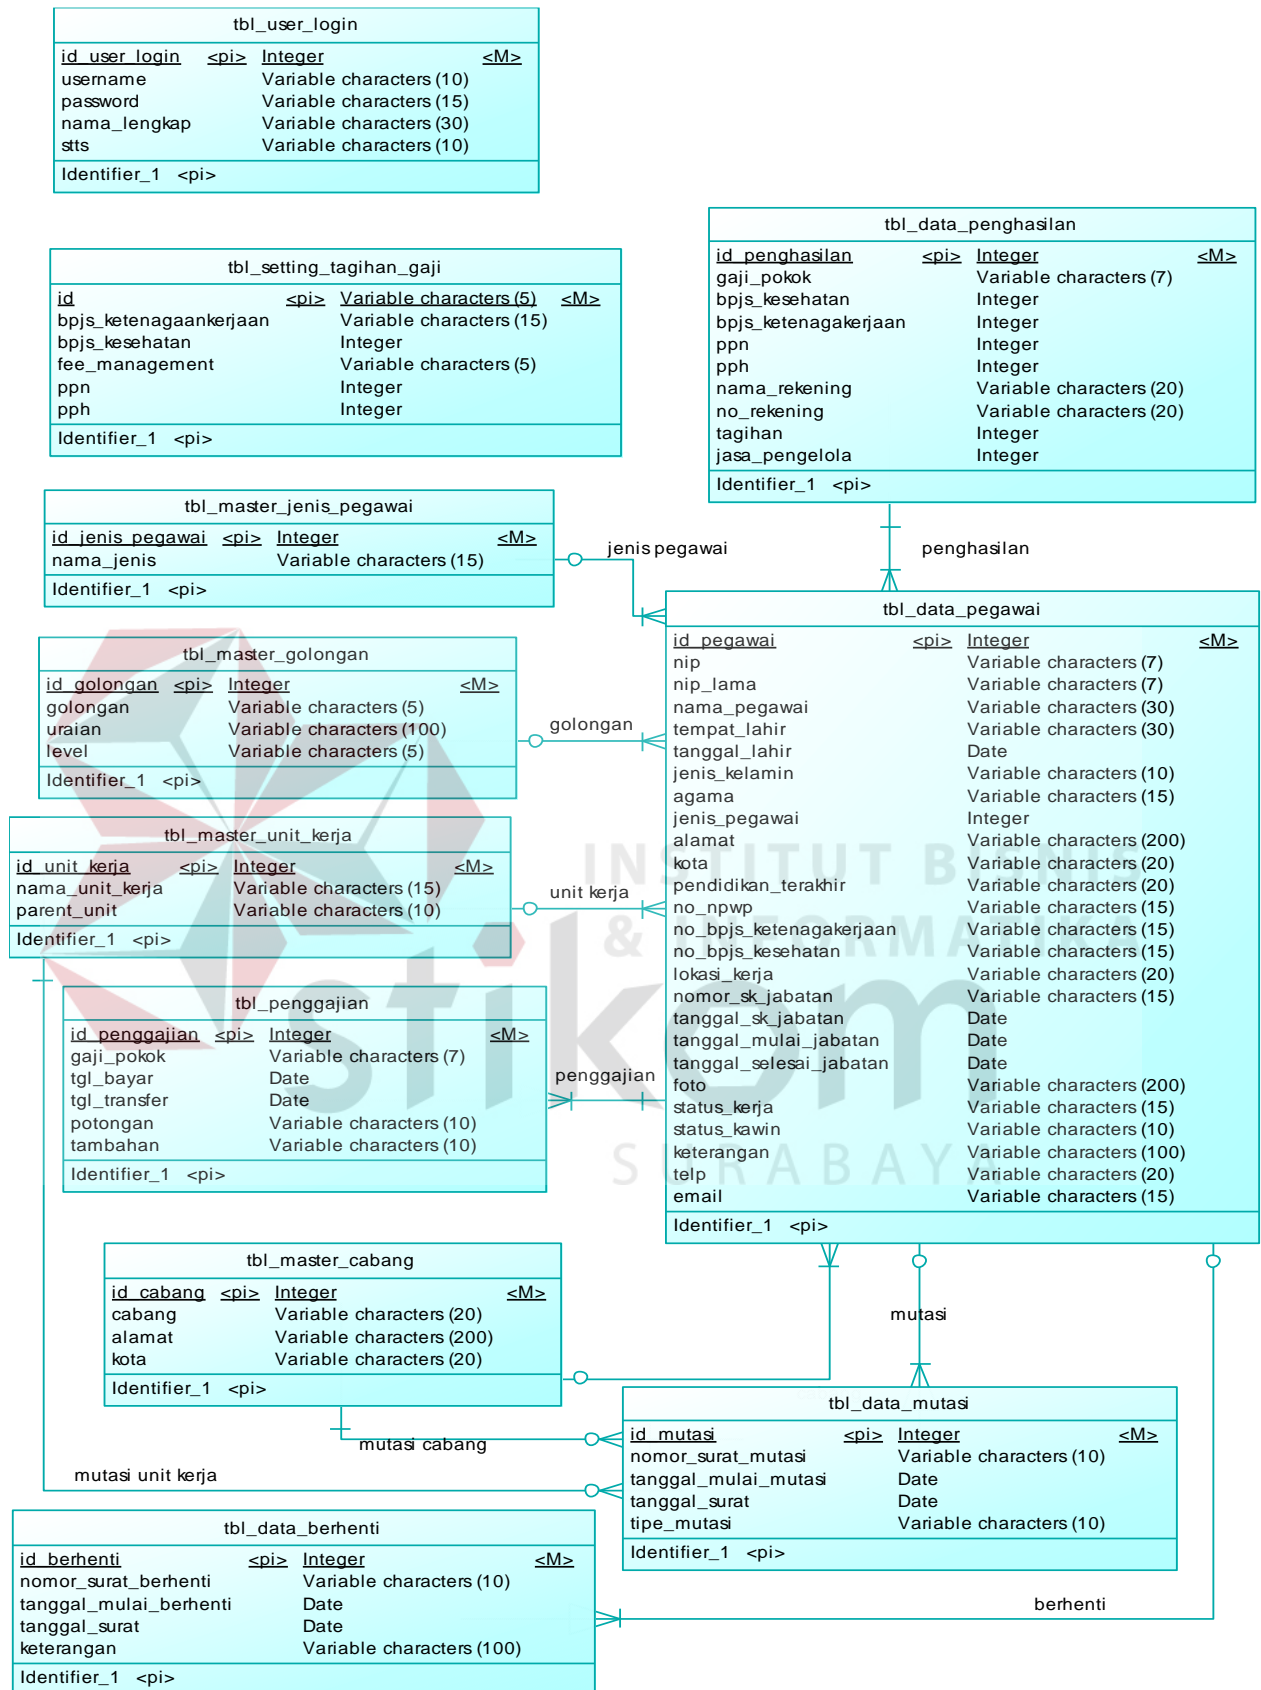 tbl_user_login
id_user_login <pi> Integer <M>
username Variable characters (10)
password Variable characters (15)
nama_lengkap Variable characters (30)
stts Variable characters (10)
Identifier_1 <pi>
tbl_data_penghasilan
id_penghasilan <pi> Integer <M>
gaji_pokok Variable characters (7)
bpjs_kesehatan Integer
bpjs_ketenagakerjaan Integer
ppn Integer
pph Integer
nama_rekening Variable characters (20)
no_rekening Variable characters (20)
tagihan Integer
jasa_pengelola Integer
Identifier_1 <pi>
tbl_setting_tagihan_gaji
id <pi> Variable characters (5) <M>
bpjs_ketenagaankerjaan Variable characters (15)
bpjs_kesehatan Integer
fee_management Variable characters (5)
ppn Integer
pph Integer
Identifier_1 <pi>
tbl_master_jenis_pegawai
id_jenis_pegawai <pi> Integer <M>
nama_jenis Variable characters (15)
Identifier_1 <pi>
jenis pegawai
penghasilan
tbl_data_pegawai
id_pegawai <pi> Integer <M>
nip Variable characters (7)
nip_lama Variable characters (7)
nama_pegawai Variable characters (30)
tempat_lahir Variable characters (30)
tanggal_lahir Date
jenis_kelamin Variable characters (10)
agama Variable characters (15)
jenis_pegawai Integer
alamat Variable characters (200)
kota Variable characters (20)
pendidikan_terakhir Variable characters (20)
no_npwp Variable characters (15)
no_bpjs_ketenagakerjaan Variable characters (15)
no_bpjs_kesehatan Variable characters (15)
lokasi_kerja Variable characters (20)
nomor_sk_jabatan Variable characters (15)
tanggal_sk_jabatan Date
tanggal_mulai_jabatan Date
tanggal_selesai_jabatan Date
foto Variable characters (200)
status_kerja Variable characters (15)
status_kawin Variable characters (10)
keterangan Variable characters (100)
telp Variable characters (20)
email Variable characters (15)
Identifier_1 <pi>
tbl_master_golongan
id_golongan <pi> Integer <M>
golongan Variable characters (5)
uraian Variable characters (100)
level Variable characters (5)
Identifier_1 <pi>
golongan
tbl_master_unit_kerja
id_unit_kerja <pi> Integer <M>
nama_unit_kerja Variable characters (15)
parent_unit Variable characters (10)
Identifier_1 <pi>
unit kerja
INSTITUT BISNIS
& INFORMATIKA
stikom
SURABAYA
tbl_penggajian
id_penggajian <pi> Integer <M>
gaji_pokok Variable characters (7)
tgl_bayar Date
tgl_transfer Date
potongan Variable characters (10)
tambahan Variable characters (10)
Identifier_1 <pi>
penggajian
tbl_master_cabang
id_cabang <pi> Integer <M>
cabang Variable characters (20)
alamat Variable characters (200)
kota Variable characters (20)
Identifier_1 <pi>
mutasi
mutasi cabang
mutasi unit kerja
tbl_data_mutasi
id_mutasi <pi> Integer <M>
nomor_surat_mutasi Variable characters (10)
tanggal_mulai_mutasi Date
tanggal_surat Date
tipe_mutasi Variable characters (10)
Identifier_1 <pi>
tbl_data_berhenti
id_berhenti <pi> Integer <M>
nomor_surat_berhenti Variable characters (10)
tanggal_mulai_berhenti Date
tanggal_surat Date
keterangan Variable characters (100)
Identifier_1 <pi>
berhenti